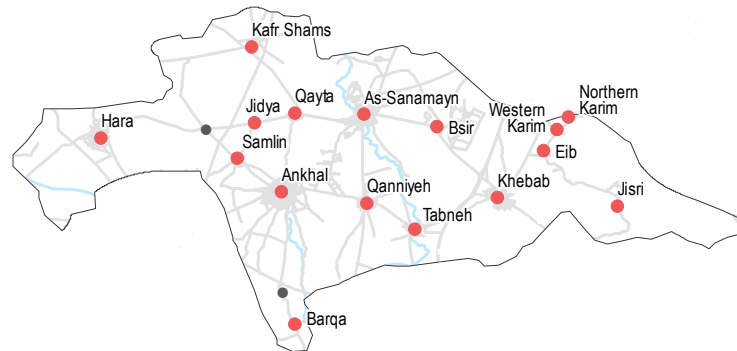 Kafr Shams
Hara
Jidya
Qayta
As-Sanamayn
Northern
Karim
Western
Karim
Bsir
Samlin
Eib
Ankhal
Qanniyeh
Khebab
Jisri
Tabneh
Barqa